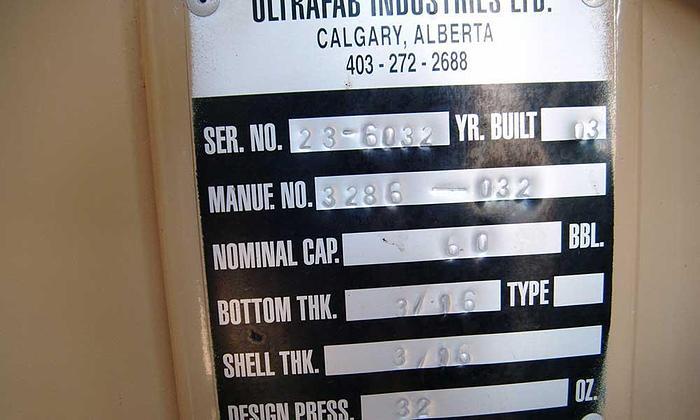 ULTRAFAB INDUSTRIES LTD.
CALGARY, ALBERTA
403 - 272 - 2688
SER. NO. 23-6032 YR. BUILT 03
MANUF. NO. 3286 — 032
NOMINAL CAP. 60 BBL.
BOTTOM THK. 3/16 TYPE
SHELL THK. 3/16
DESIGN PRESS. 32 OZ.